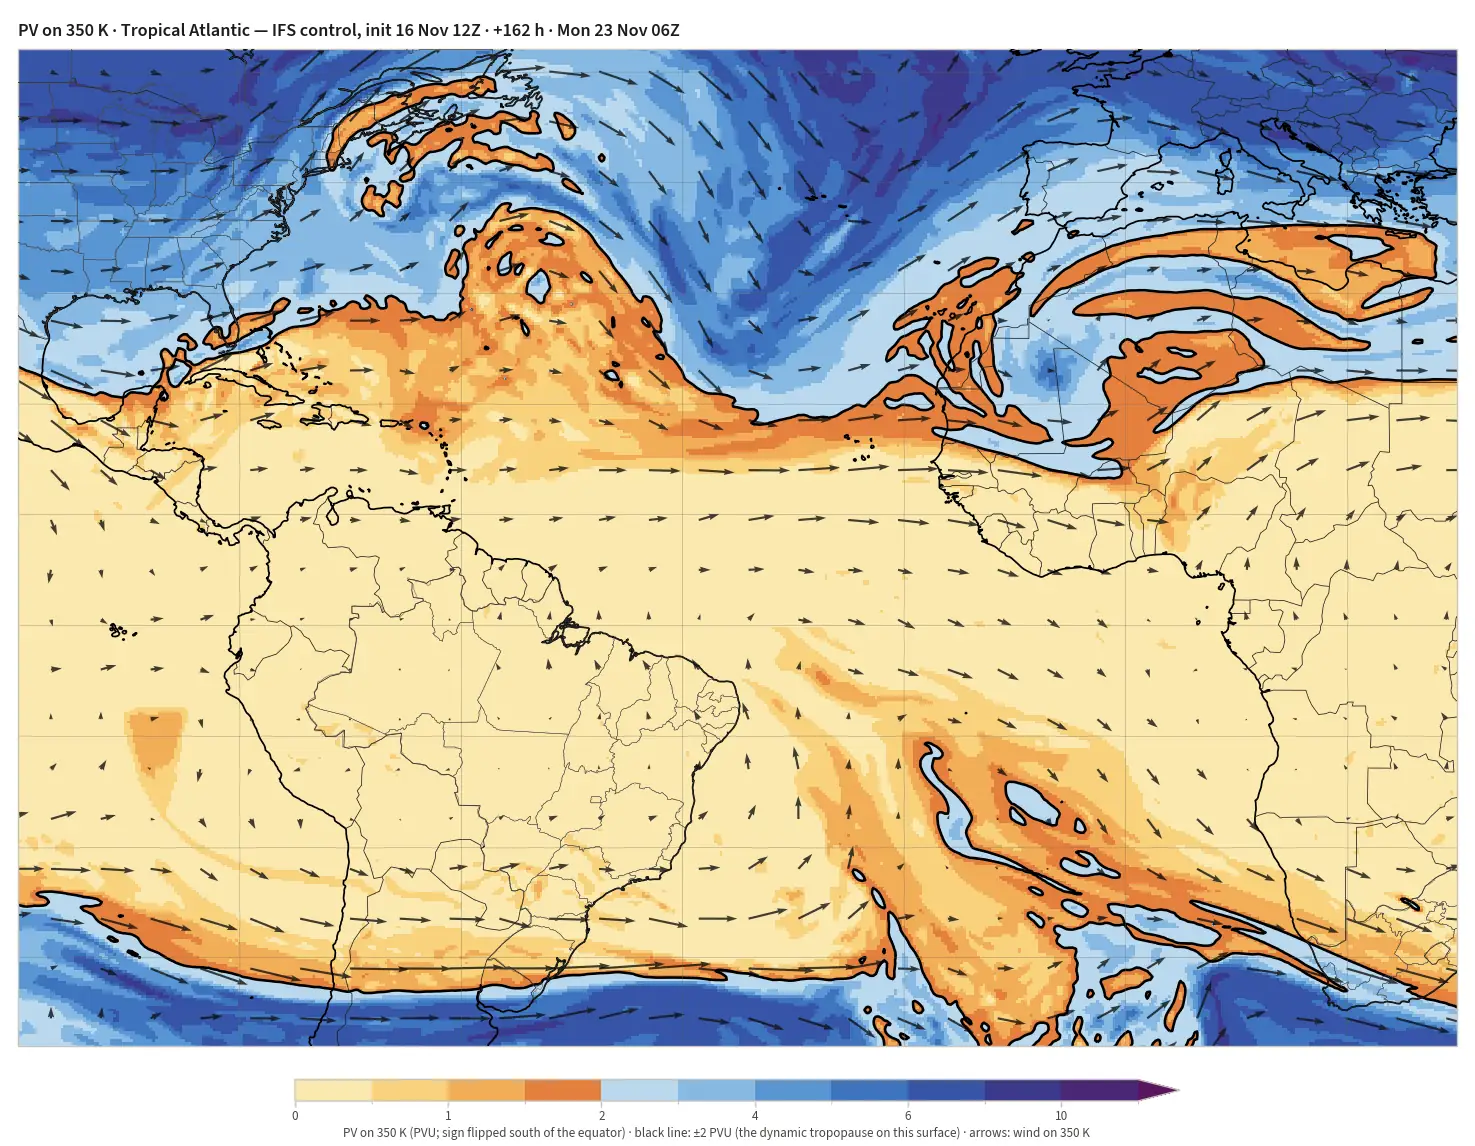 PV on 350 K · Tropical Atlantic — IFS control, init 16 Nov 12Z · +162 h · Mon 23 Nov 06Z
0 1 2 4 6 10
PV on 350 K (PVU; sign flipped south of the equator) · black line: ±2 PVU (the dynamic tropopause on this surface) · arrows: wind on 350 K